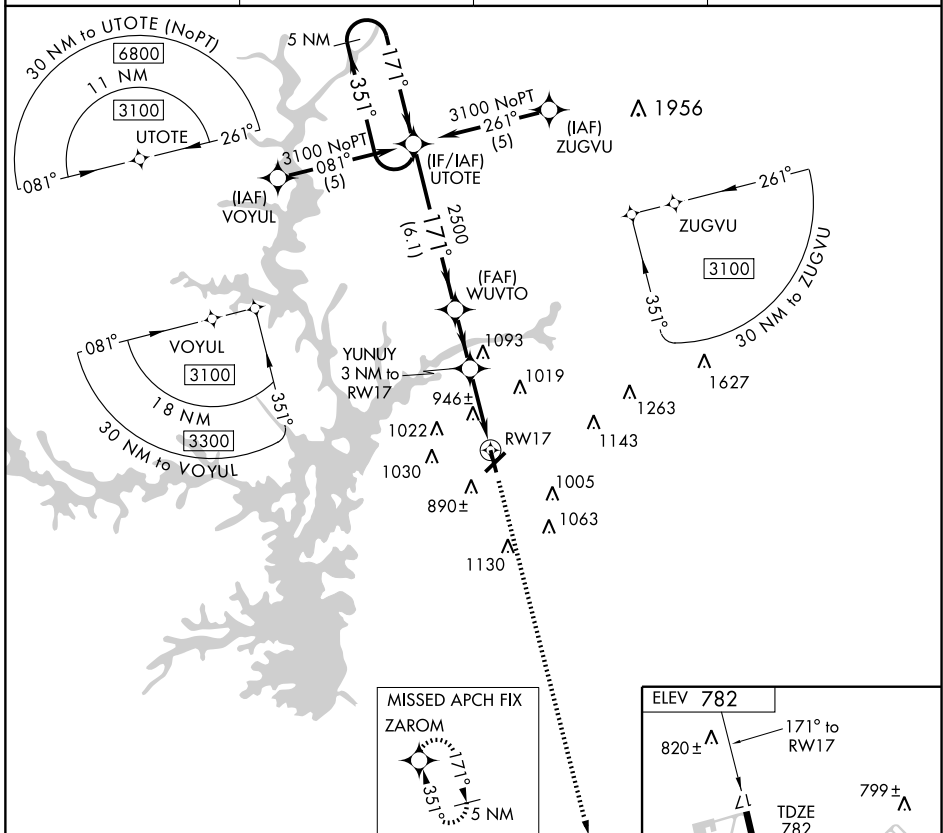 30 NM to UTOTE (NoPT)
6800
11 NM
3100
UTOTE
081°
261°
5 NM
351°
171°
3100 NoPT
081°
(5)
(IAF)
VOYUL
3100 NoPT
261°
(5)
(IAF)
ZUGVU
(IF/IAF)
UTOTE
1956
2500
171°
(6.1)
261°
ZUGVU
3100
351°
30 NM to ZUGVU
(FAF)
WUVTO
081°
VOYUL
3100
18 NM
3300
30 NM to VOYUL
351°
YUNUY
3 NM to
RW17
1093
1019
946±
1022
1030
RW17
890±
1627
1263
1143
1005
1063
1130
MISSED APCH FIX
ZAROM
171°
351°
5 NM
ELEV 782
171° to
RW17
820±
799±
17
TDZE
782